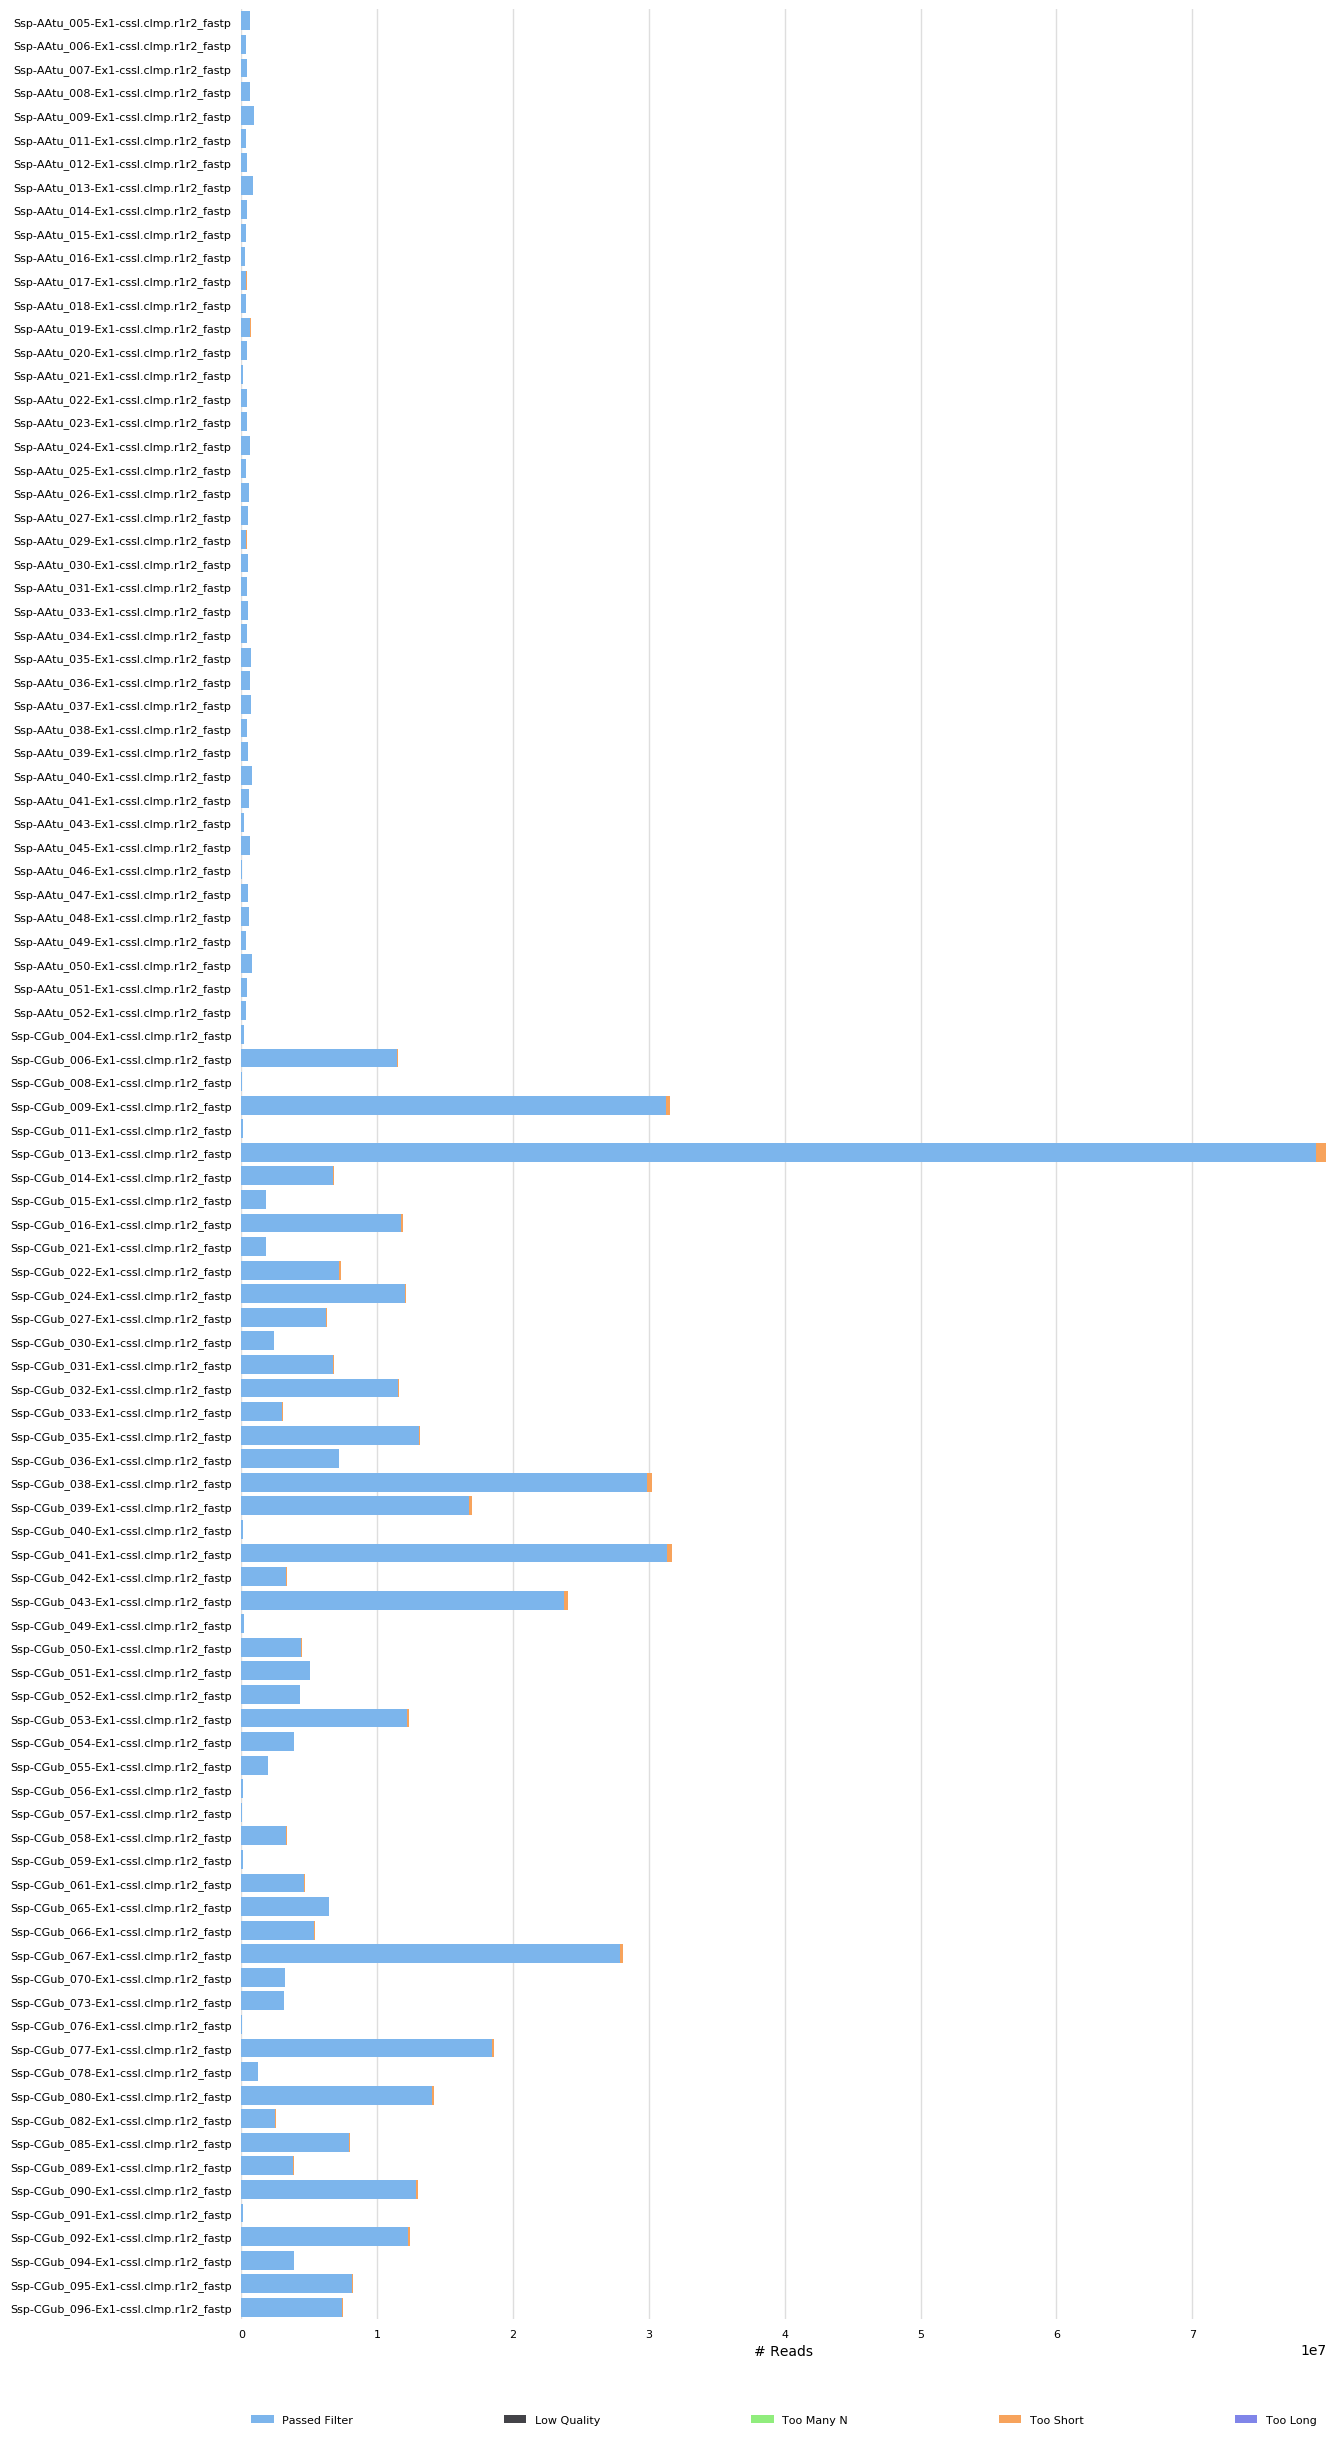 Ssp-AAtu_005-Ex1-cssl.clmp.r1r2_fastp
Ssp-AAtu_006-Ex1-cssl.clmp.r1r2_fastp
Ssp-AAtu_007-Ex1-cssl.clmp.r1r2_fastp
Ssp-AAtu_008-Ex1-cssl.clmp.r1r2_fastp
Ssp-AAtu_009-Ex1-cssl.clmp.r1r2_fastp
Ssp-AAtu_011-Ex1-cssl.clmp.r1r2_fastp
Ssp-AAtu_012-Ex1-cssl.clmp.r1r2_fastp
Ssp-AAtu_013-Ex1-cssl.clmp.r1r2_fastp
Ssp-AAtu_014-Ex1-cssl.clmp.r1r2_fastp
Ssp-AAtu_015-Ex1-cssl.clmp.r1r2_fastp
Ssp-AAtu_016-Ex1-cssl.clmp.r1r2_fastp
Ssp-AAtu_017-Ex1-cssl.clmp.r1r2_fastp
Ssp-AAtu_018-Ex1-cssl.clmp.r1r2_fastp
Ssp-AAtu_019-Ex1-cssl.clmp.r1r2_fastp
Ssp-AAtu_020-Ex1-cssl.clmp.r1r2_fastp
Ssp-AAtu_021-Ex1-cssl.clmp.r1r2_fastp
Ssp-AAtu_022-Ex1-cssl.clmp.r1r2_fastp
Ssp-AAtu_023-Ex1-cssl.clmp.r1r2_fastp
Ssp-AAtu_024-Ex1-cssl.clmp.r1r2_fastp
Ssp-AAtu_025-Ex1-cssl.clmp.r1r2_fastp
Ssp-AAtu_026-Ex1-cssl.clmp.r1r2_fastp
Ssp-AAtu_027-Ex1-cssl.clmp.r1r2_fastp
Ssp-AAtu_029-Ex1-cssl.clmp.r1r2_fastp
Ssp-AAtu_030-Ex1-cssl.clmp.r1r2_fastp
Ssp-AAtu_031-Ex1-cssl.clmp.r1r2_fastp
Ssp-AAtu_033-Ex1-cssl.clmp.r1r2_fastp
Ssp-AAtu_034-Ex1-cssl.clmp.r1r2_fastp
Ssp-AAtu_035-Ex1-cssl.clmp.r1r2_fastp
Ssp-AAtu_036-Ex1-cssl.clmp.r1r2_fastp
Ssp-AAtu_037-Ex1-cssl.clmp.r1r2_fastp
Ssp-AAtu_038-Ex1-cssl.clmp.r1r2_fastp
Ssp-AAtu_039-Ex1-cssl.clmp.r1r2_fastp
Ssp-AAtu_040-Ex1-cssl.clmp.r1r2_fastp
Ssp-AAtu_041-Ex1-cssl.clmp.r1r2_fastp
Ssp-AAtu_043-Ex1-cssl.clmp.r1r2_fastp
Ssp-AAtu_045-Ex1-cssl.clmp.r1r2_fastp
Ssp-AAtu_046-Ex1-cssl.clmp.r1r2_fastp
Ssp-AAtu_047-Ex1-cssl.clmp.r1r2_fastp
Ssp-AAtu_048-Ex1-cssl.clmp.r1r2_fastp
Ssp-AAtu_049-Ex1-cssl.clmp.r1r2_fastp
Ssp-AAtu_050-Ex1-cssl.clmp.r1r2_fastp
Ssp-AAtu_051-Ex1-cssl.clmp.r1r2_fastp
Ssp-AAtu_052-Ex1-cssl.clmp.r1r2_fastp
Ssp-CGub_004-Ex1-cssl.clmp.r1r2_fastp
Ssp-CGub_006-Ex1-cssl.clmp.r1r2_fastp
Ssp-CGub_008-Ex1-cssl.clmp.r1r2_fastp
Ssp-CGub_009-Ex1-cssl.clmp.r1r2_fastp
Ssp-CGub_011-Ex1-cssl.clmp.r1r2_fastp
Ssp-CGub_013-Ex1-cssl.clmp.r1r2_fastp
Ssp-CGub_014-Ex1-cssl.clmp.r1r2_fastp
Ssp-CGub_015-Ex1-cssl.clmp.r1r2_fastp
Ssp-CGub_016-Ex1-cssl.clmp.r1r2_fastp
Ssp-CGub_021-Ex1-cssl.clmp.r1r2_fastp
Ssp-CGub_022-Ex1-cssl.clmp.r1r2_fastp
Ssp-CGub_024-Ex1-cssl.clmp.r1r2_fastp
Ssp-CGub_027-Ex1-cssl.clmp.r1r2_fastp
Ssp-CGub_030-Ex1-cssl.clmp.r1r2_fastp
Ssp-CGub_031-Ex1-cssl.clmp.r1r2_fastp
Ssp-CGub_032-Ex1-cssl.clmp.r1r2_fastp
Ssp-CGub_033-Ex1-cssl.clmp.r1r2_fastp
Ssp-CGub_035-Ex1-cssl.clmp.r1r2_fastp
Ssp-CGub_036-Ex1-cssl.clmp.r1r2_fastp
Ssp-CGub_038-Ex1-cssl.clmp.r1r2_fastp
Ssp-CGub_039-Ex1-cssl.clmp.r1r2_fastp
Ssp-CGub_040-Ex1-cssl.clmp.r1r2_fastp
Ssp-CGub_041-Ex1-cssl.clmp.r1r2_fastp
Ssp-CGub_042-Ex1-cssl.clmp.r1r2_fastp
Ssp-CGub_043-Ex1-cssl.clmp.r1r2_fastp
Ssp-CGub_049-Ex1-cssl.clmp.r1r2_fastp
Ssp-CGub_050-Ex1-cssl.clmp.r1r2_fastp
Ssp-CGub_051-Ex1-cssl.clmp.r1r2_fastp
Ssp-CGub_052-Ex1-cssl.clmp.r1r2_fastp
Ssp-CGub_053-Ex1-cssl.clmp.r1r2_fastp
Ssp-CGub_054-Ex1-cssl.clmp.r1r2_fastp
Ssp-CGub_055-Ex1-cssl.clmp.r1r2_fastp
Ssp-CGub_056-Ex1-cssl.clmp.r1r2_fastp
Ssp-CGub_057-Ex1-cssl.clmp.r1r2_fastp
Ssp-CGub_058-Ex1-cssl.clmp.r1r2_fastp
Ssp-CGub_059-Ex1-cssl.clmp.r1r2_fastp
Ssp-CGub_061-Ex1-cssl.clmp.r1r2_fastp
Ssp-CGub_065-Ex1-cssl.clmp.r1r2_fastp
Ssp-CGub_066-Ex1-cssl.clmp.r1r2_fastp
Ssp-CGub_067-Ex1-cssl.clmp.r1r2_fastp
Ssp-CGub_070-Ex1-cssl.clmp.r1r2_fastp
Ssp-CGub_073-Ex1-cssl.clmp.r1r2_fastp
Ssp-CGub_076-Ex1-cssl.clmp.r1r2_fastp
Ssp-CGub_077-Ex1-cssl.clmp.r1r2_fastp
Ssp-CGub_078-Ex1-cssl.clmp.r1r2_fastp
Ssp-CGub_080-Ex1-cssl.clmp.r1r2_fastp
Ssp-CGub_082-Ex1-cssl.clmp.r1r2_fastp
Ssp-CGub_085-Ex1-cssl.clmp.r1r2_fastp
Ssp-CGub_089-Ex1-cssl.clmp.r1r2_fastp
Ssp-CGub_090-Ex1-cssl.clmp.r1r2_fastp
Ssp-CGub_091-Ex1-cssl.clmp.r1r2_fastp
Ssp-CGub_092-Ex1-cssl.clmp.r1r2_fastp
Ssp-CGub_094-Ex1-cssl.clmp.r1r2_fastp
Ssp-CGub_095-Ex1-cssl.clmp.r1r2_fastp
Ssp-CGub_096-Ex1-cssl.clmp.r1r2_fastp
0 1 2 3 4 5 6 7
# Reads 1e7
Passed Filter Low Quality Too Many N Too Short Too Long